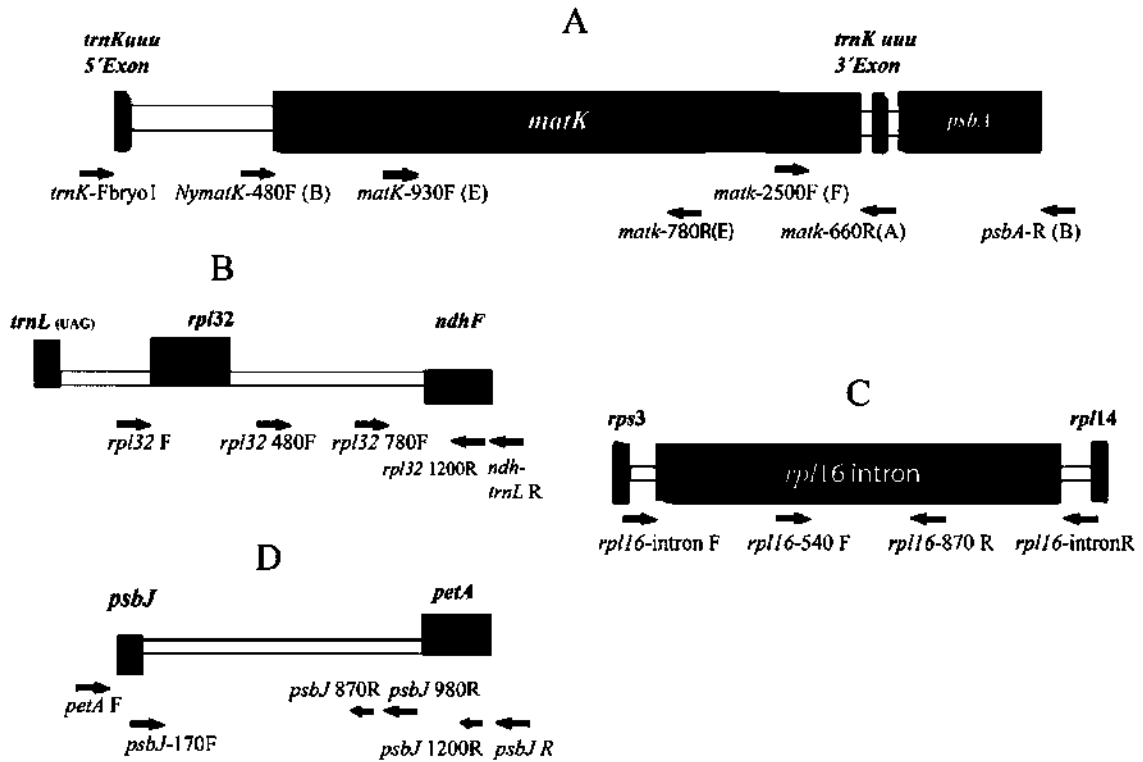 A
trnKuuu
5´Exon
trnK uuu
3´Exon
matK
psbA
trnK-Fbryo1
NymatK-480F (B)
matK-930F (E)
matk-2500F (F)
matk-780R(E)
matk-660R(A)
psbA-R (B)
B
trnL (UAG)
rpl32
ndhF
rpl32 F
rpl32 480F
rpl32 780F
rpl32 1200R
ndh-
trnL R
C
rps3
rpl14
rpl16 intron
rpl16-intron F
rpl16-540 F
rpl16-870 R
rpl16-intronR
D
psbJ
petA
petA F
psbJ-170F
psbJ 870R
psbJ 980R
psbJ 1200R
psbJ R